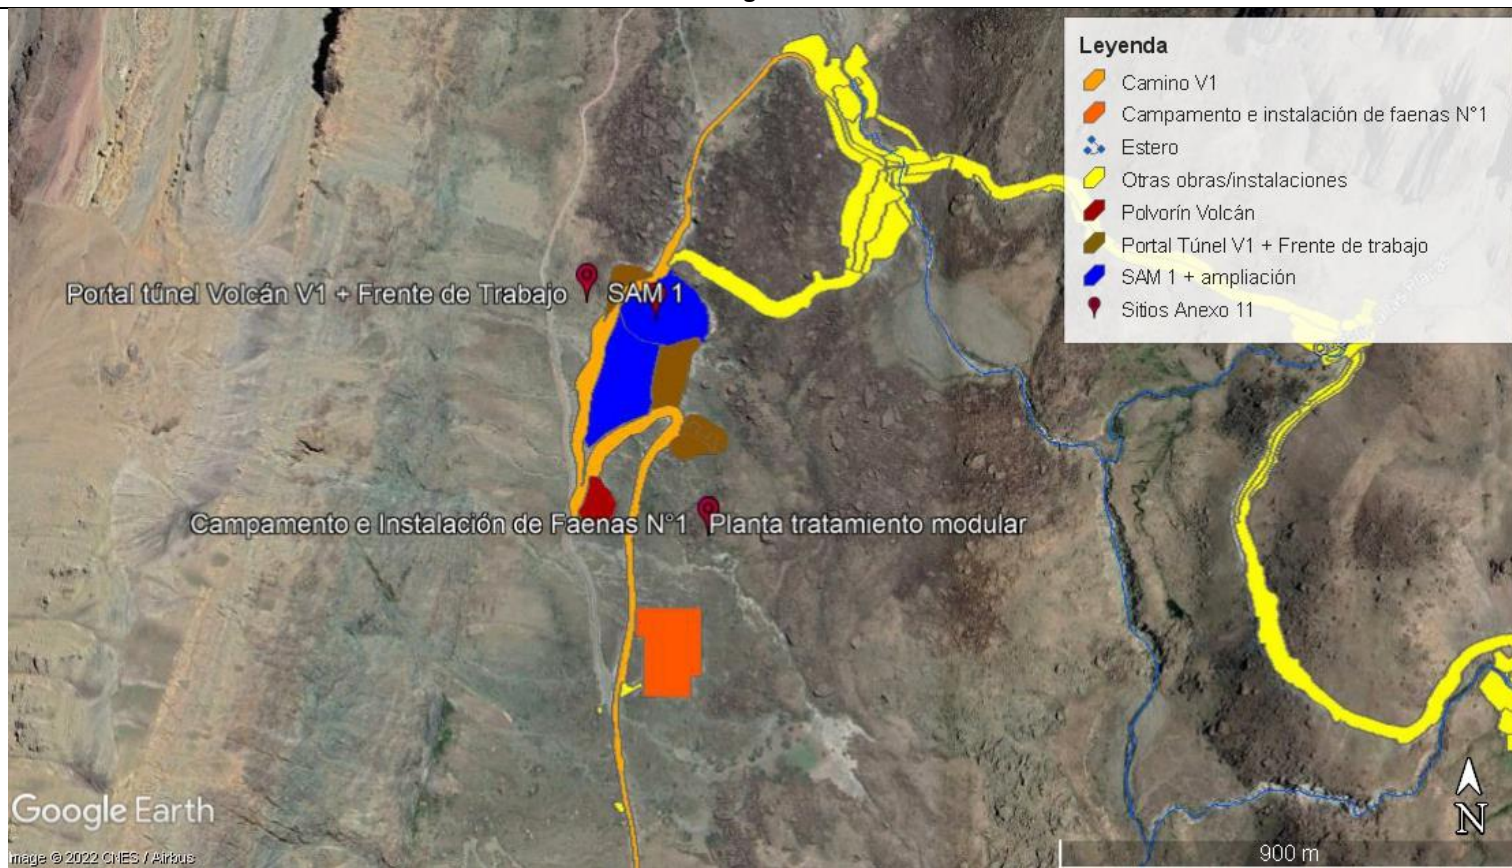 Leyenda
Camino V1
Campamento e instalación de faenas N°1
Estero
Otras obras/instalaciones
Polvorín Volcán
Portal Túnel V1 + Frente de trabajo
SAM 1 + ampliación
Sitios Anexo 11
Portal túnel Volcán V1 + Frente de Trabajo
SAM 1
Campamento e Instalación de Faenas N°1
Planta tratamiento modular
Google Earth
N
mage © 2022 CNES / Airbus
900 m